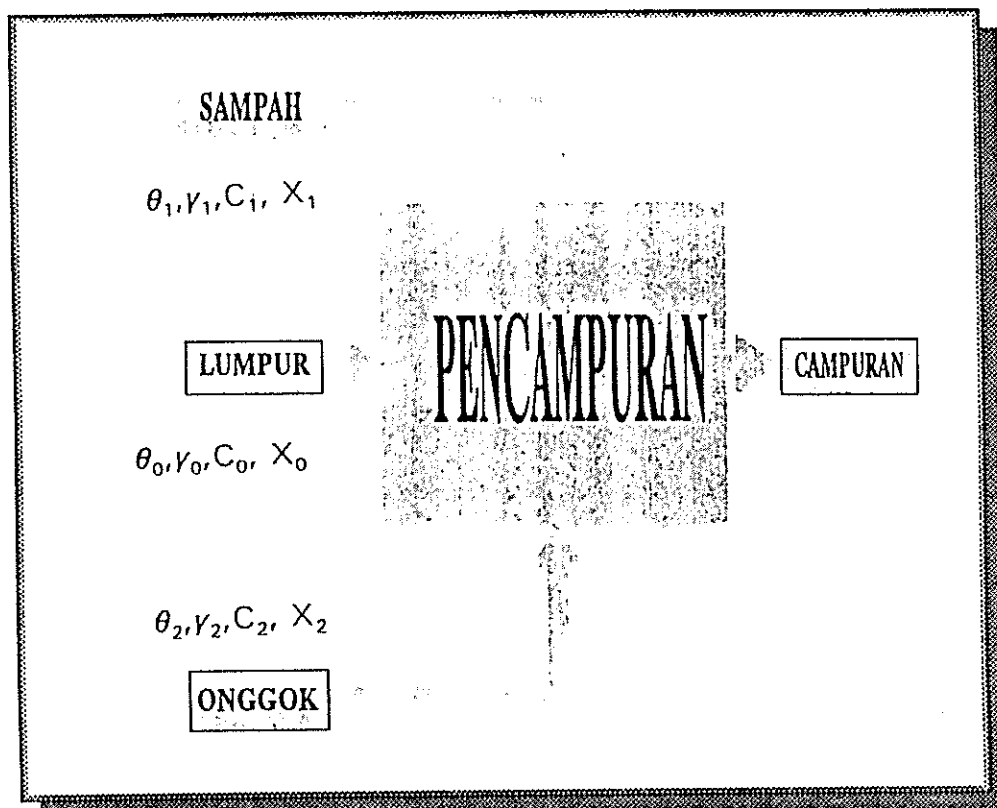 SAMPAH
θ₁,γ₁,C₁, X₁
LUMPUR
PENCAMPURAN
CAMPURAN
θ₀,γ₀,C₀, X₀
θ₂,γ₂,C₂, X₂
ONGGOK